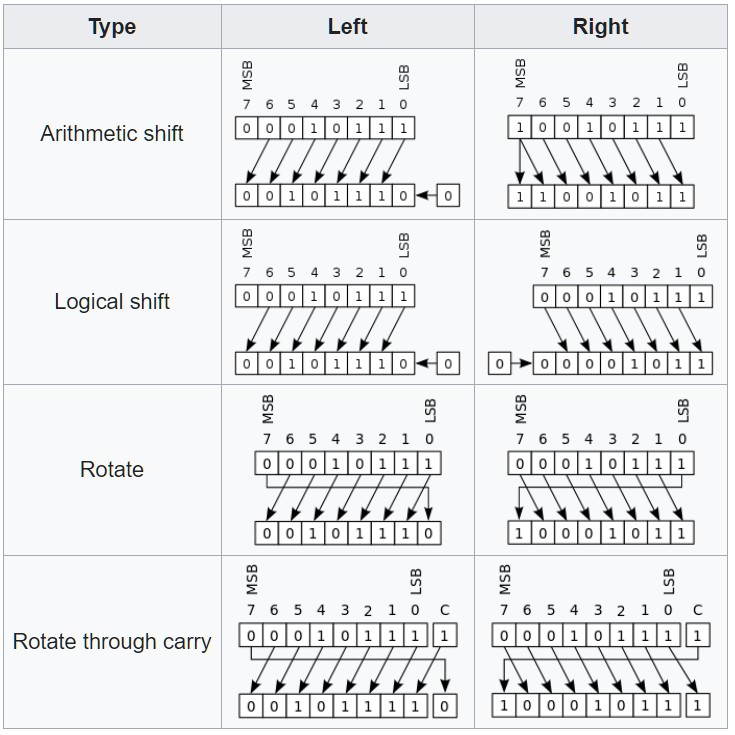 Type Left Right
Arithmetic shift
MSB LSB
7 6 5 4 3 2 1 0
0 0 0 1 0 1 1 1
0 0 1 0 1 1 1 0 0
MSB LSB
7 6 5 4 3 2 1 0
1 0 0 1 0 1 1 1
1 1 0 0 1 0 1 1
Logical shift
MSB LSB
7 6 5 4 3 2 1 0
0 0 0 1 0 1 1 1
0 0 1 0 1 1 1 0 0
MSB LSB
7 6 5 4 3 2 1 0
0 0 0 1 0 1 1 1
0 0 0 0 0 1 0 1 1
Rotate
MSB LSB
7 6 5 4 3 2 1 0
0 0 0 1 0 1 1 1
0 0 1 0 1 1 1 0
MSB LSB
7 6 5 4 3 2 1 0
0 0 0 1 0 1 1 1
1 0 0 0 1 0 1 1
Rotate through carry
MSB LSB
7 6 5 4 3 2 1 0 C
0 0 0 1 0 1 1 1 1
0 0 1 0 1 1 1 1 0
MSB LSB
7 6 5 4 3 2 1 0 C
0 0 0 1 0 1 1 1 1
1 0 0 0 1 0 1 1 1